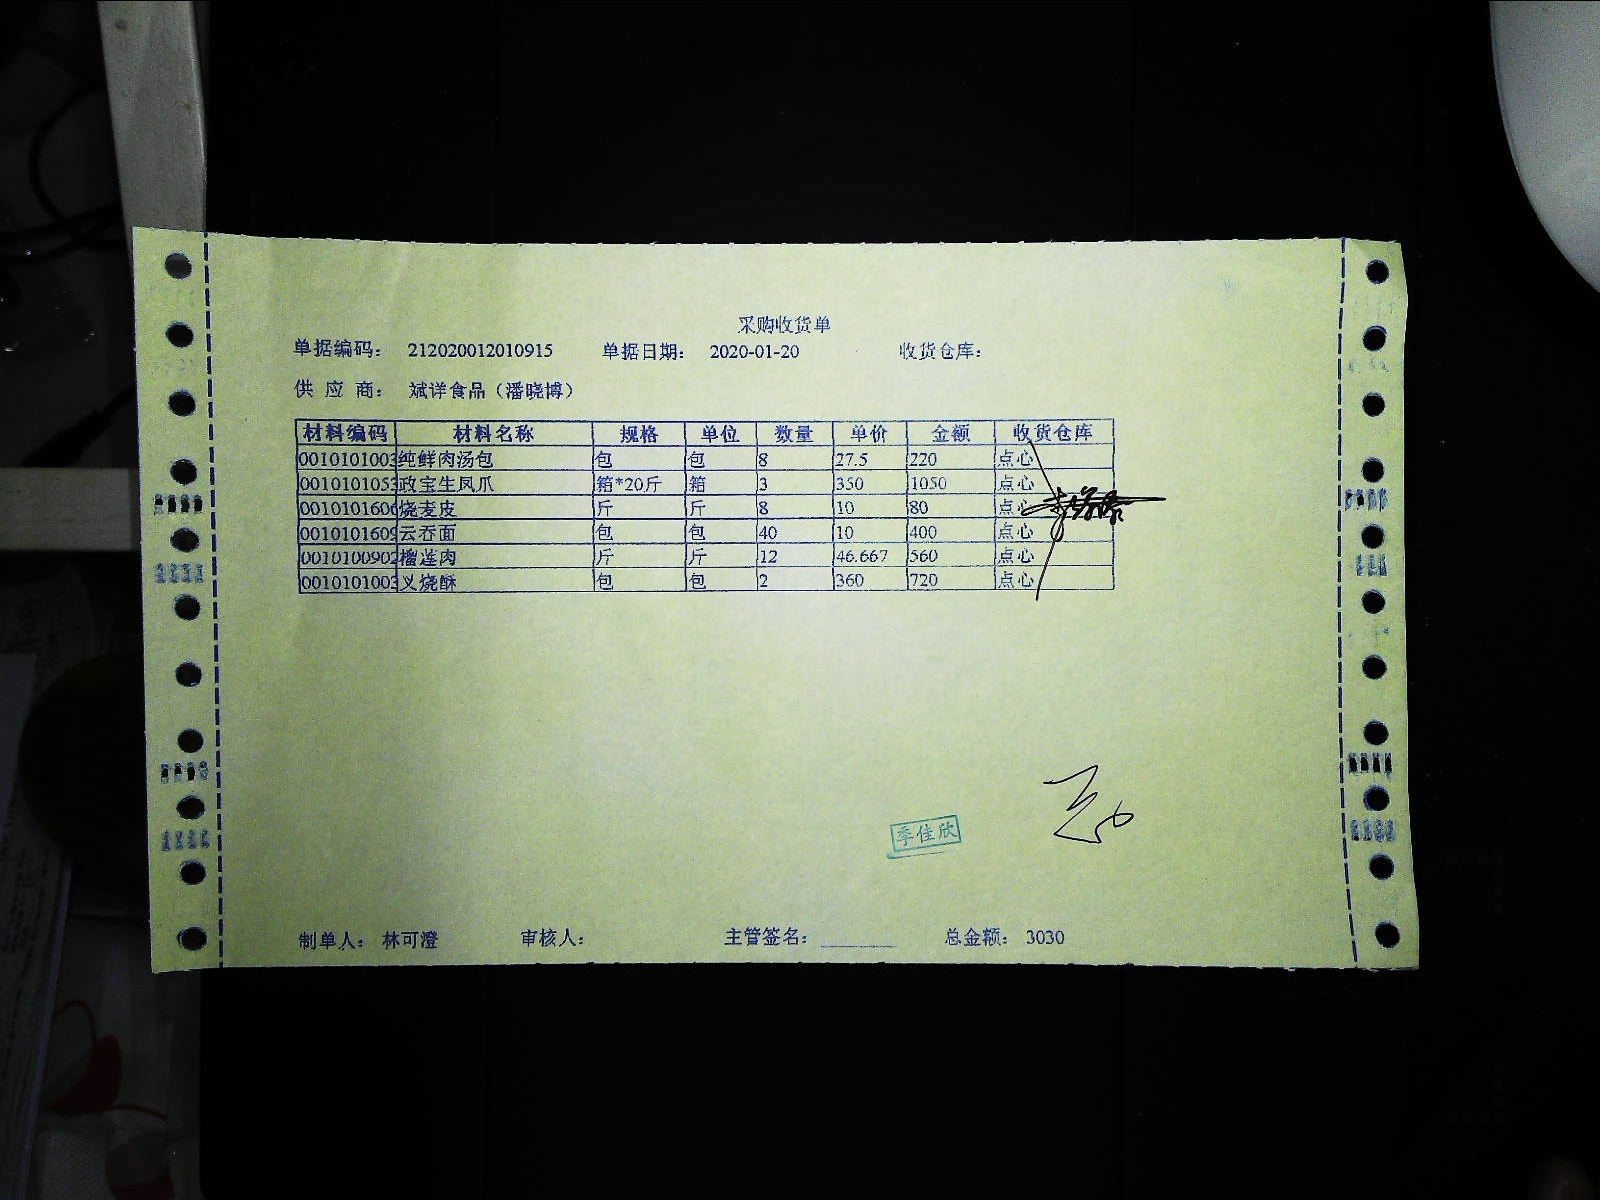 采购收货单
单据编码： 212020012010915 单据日期： 2020-01-20 收货仓库：
供 应 商： 斌详食品（潘晓博）
材料编码 材料名称 规格 单位 数量 单价 金额 收货仓库
0010101003 纯鲜肉汤包 包 包 8 27.5 220 点心
0010101053 政宝生凤爪 箱*20斤 箱 3 350 1050 点心
0010101606 烧麦皮 斤 斤 8 10 80 点心
0010101609 云吞面 包 包 40 10 400 点心
0010100902 榴莲肉 斤 斤 12 46.667 560 点心
0010101003 叉烧酥 包 包 2 360 720 点心
季佳欣
制单人： 林可澄 审核人： 主管签名： 总金额： 3030